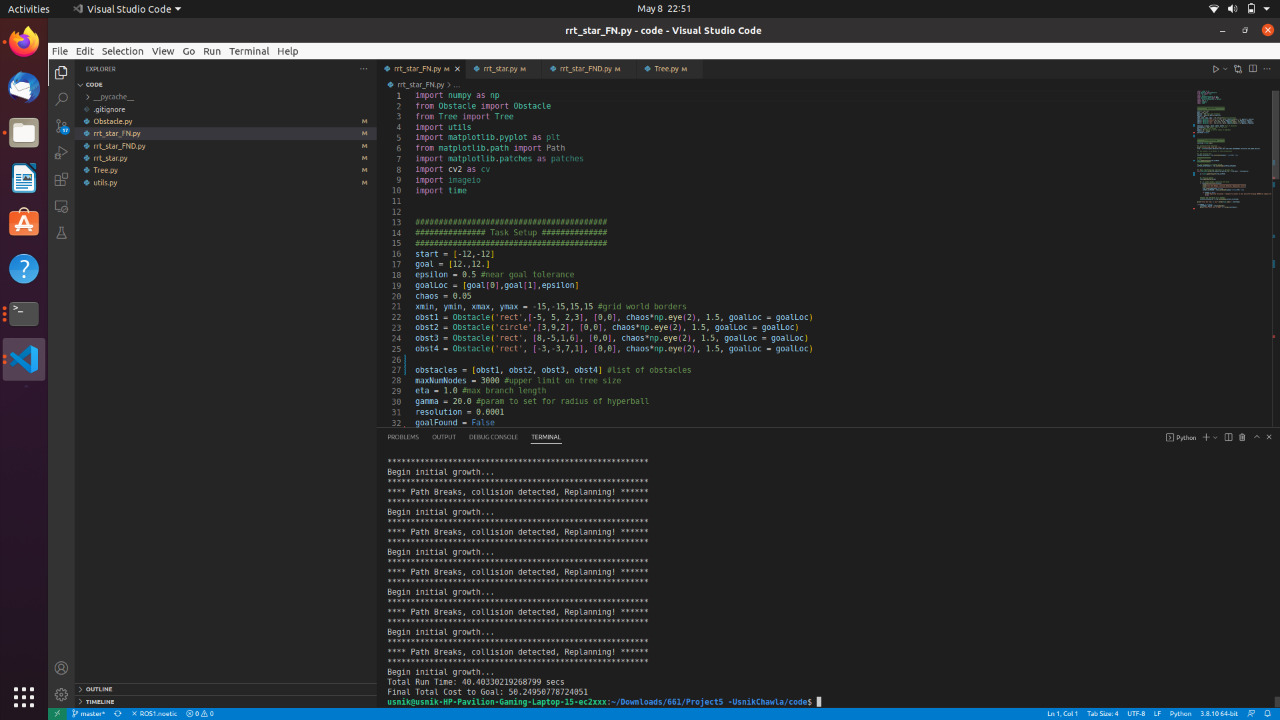 Activities
Visual Studio Code
May 8 22:51
rrt_star_FN.py - code - Visual Studio Code
File Edit Selection View Go Run Terminal Help
EXPLORER
CODE
__pycache__
.gitignore
Obstacle.py M
rrt_star_FN.py M
rrt_star_FND.py M
rrt_star.py M
Tree.py M
utils.py M
OUTLINE
TIMELINE
rrt_star_FN.py M rrt_star.py M rrt_star_FND.py M Tree.py M
rrt_star_FN.py > ...
1 import numpy as np
2 from Obstacle import Obstacle
3 from Tree import Tree
4 import utils
5 import matplotlib.pyplot as plt
6 from matplotlib.path import Path
7 import matplotlib.patches as patches
8 import cv2 as cv
9 import imageio
10 import time
11
12
13 #########################################
14 ############### Task Setup ##############
15 #########################################
16 start = [-12,-12]
17 goal = [12.,12.]
18 epsilon = 0.5 #near goal tolerance
19 goalLoc = [goal[0],goal[1],epsilon]
20 chaos = 0.05
21 xmin, ymin, xmax, ymax = -15,-15,15,15 #grid world borders
22 obst1 = Obstacle('rect',[-5, 5, 2,3], [0,0], chaos*np.eye(2), 1.5, goalLoc = goalLoc)
23 obst2 = Obstacle('circle',[3,9,2], [0,0], chaos*np.eye(2), 1.5, goalLoc = goalLoc)
24 obst3 = Obstacle('rect', [8,-5,1,6], [0,0], chaos*np.eye(2), 1.5, goalLoc = goalLoc)
25 obst4 = Obstacle('rect', [-3,-3,7,1], [0,0], chaos*np.eye(2), 1.5, goalLoc = goalLoc)
26
27 obstacles = [obst1, obst2, obst3, obst4] #list of obstacles
28 maxNumNodes = 3000 #upper limit on tree size
29 eta = 1.0 #max branch length
30 gamma = 20.0 #param to set for radius of hyperball
31 resolution = 0.0001
32 goalFound = False
PROBLEMS OUTPUT DEBUG CONSOLE TERMINAL
Python
********************************************************
Begin initial growth...
********************************************************
**** Path Breaks, collision detected, Replanning! ******
********************************************************
Begin initial growth...
********************************************************
**** Path Breaks, collision detected, Replanning! ******
********************************************************
Begin initial growth...
********************************************************
**** Path Breaks, collision detected, Replanning! ******
********************************************************
Begin initial growth...
********************************************************
**** Path Breaks, collision detected, Replanning! ******
********************************************************
Begin initial growth...
********************************************************
**** Path Breaks, collision detected, Replanning! ******
********************************************************
Begin initial growth...
Total Run Time: 40.40330219268799 secs
Final Total Cost to Goal: 50.24950778724051
usnik@usnik-HP-Pavilion-Gaming-Laptop-15-ec2xxx:~/Downloads/661/Project5 -UsnikChawla/code$
master* ROS1.noetic 0 0
Ln 1, Col 1 Tab Size: 4 UTF-8 LF Python 3.8.10 64-bit